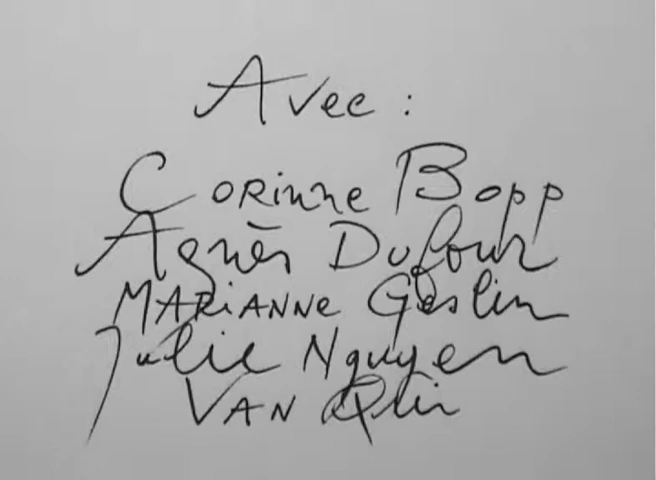 Avec :
Corinne Bopp
Agnès Dufour
MARiANNe Geslin
Julie Nguyen
VAN